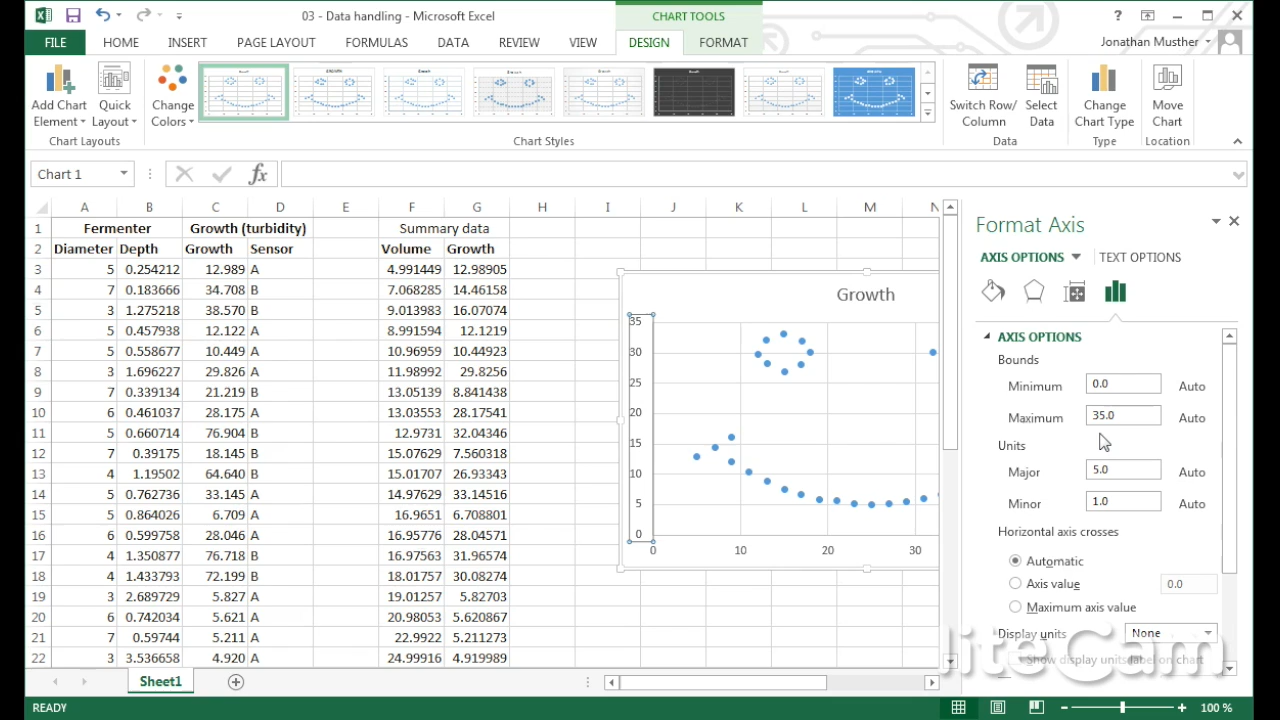 03 - Data handling - Microsoft Excel
CHART TOOLS
?
FILE HOME INSERT PAGE LAYOUT FORMULAS DATA REVIEW VIEW DESIGN FORMAT
Jonathan Musther
Add Chart Element
Quick Layout
Change Colors
Switch Row/ Column
Select Data
Change Chart Type
Move Chart
Chart Layouts
Chart Styles
Data
Type
Location
Chart 1
fx
A B C D E F G H I J K L M N
1 Fermenter Growth (turbidity) Summary data
2 Diameter Depth Growth Sensor Volume Growth
3 5 0.254212 12.989 A 4.991449 12.98905
4 7 0.183666 34.708 B 7.068285 14.46158
5 3 1.275218 38.570 B 9.013983 16.07074
6 5 0.457938 12.122 A 8.991594 12.1219
7 5 0.558677 10.449 A 10.96959 10.44923
8 3 1.696227 29.826 A 11.98992 29.8256
9 7 0.339134 21.219 B 13.05139 8.841438
10 6 0.461037 28.175 A 13.03553 28.17541
11 5 0.660714 76.904 B 12.9731 32.04346
12 7 0.39175 18.145 B 15.07629 7.560318
13 4 1.19502 64.640 B 15.01707 26.93343
14 5 0.762736 33.145 A 14.97629 33.14516
15 5 0.864026 6.709 A 16.9651 6.708801
16 6 0.599758 28.046 A 16.95776 28.04571
17 4 1.350877 76.718 B 16.97563 31.96574
18 4 1.433793 72.199 B 18.01757 30.08274
19 3 2.689729 5.827 A 19.01257 5.82703
20 6 0.742034 5.621 A 20.98053 5.620867
21 7 0.59744 5.211 A 22.9922 5.211273
22 3 3.536658 4.920 A 24.99916 4.919989
Growth
35
30
25
20
15
10
5
0
0 10 20 30
Format Axis
AXIS OPTIONS TEXT OPTIONS
AXIS OPTIONS
Bounds
Minimum 0.0 Auto
Maximum 35.0 Auto
Units
Major 5.0 Auto
Minor 1.0 Auto
Horizontal axis crosses
Automatic
Axis value 0.0
Maximum axis value
Display units None
Show display units label on chart
liteCam
Sheet1
READY
100 %